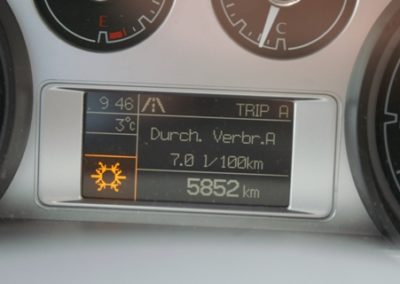 E
C
9 46
TRIP A
3°c
Durch. Verbr.A
7.0 l/100km
5852 km